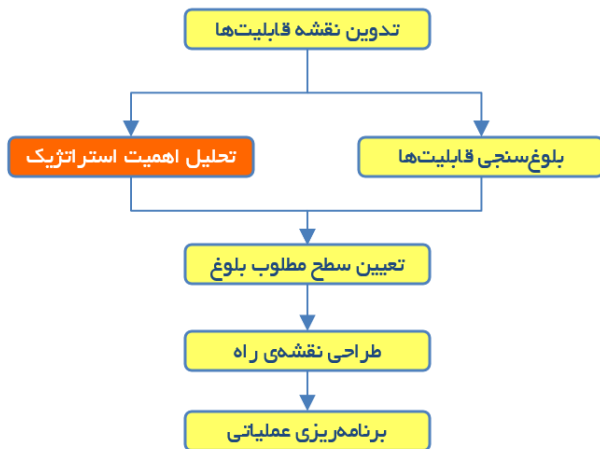 تدوین نقشه قابلیت‌ها
بلوغ‌سنجی قابلیت‌ها
تحلیل اهمیت استراتژیک
تعیین سطح مطلوب بلوغ
طراحی نقشه‌ی راه
برنامه‌ریزی عملیاتی